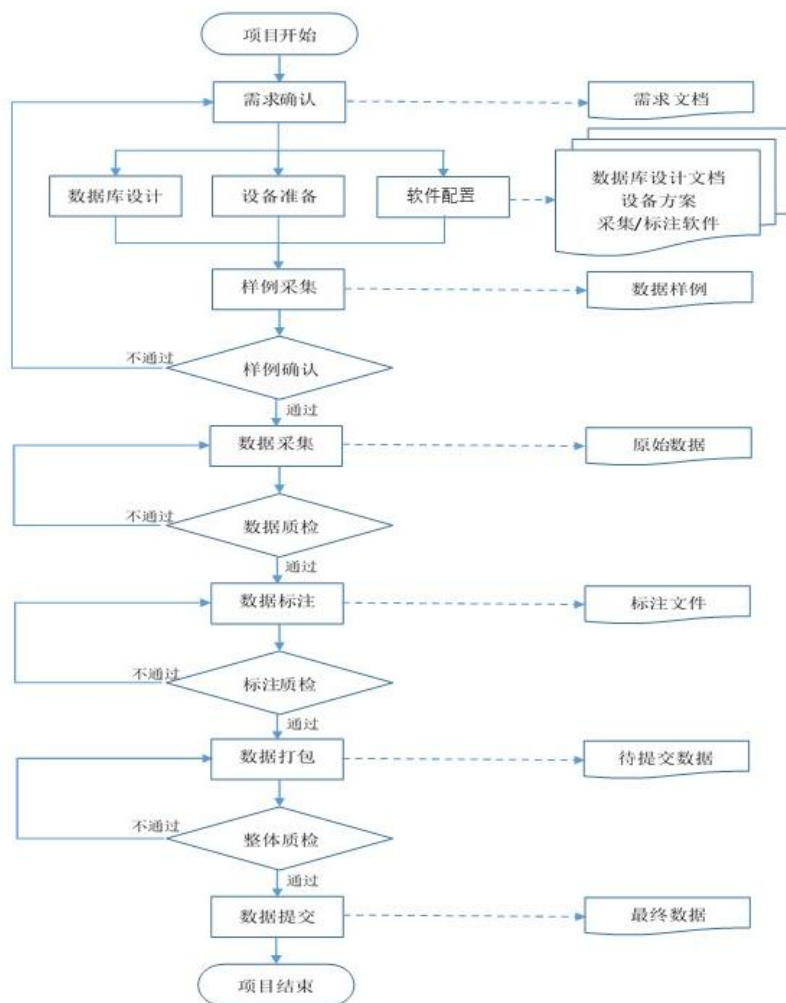 项目开始
需求确认
需求文档
数据库设计
设备准备
软件配置
数据库设计文档
设备方案
采集/标注软件
样例采集
数据样例
不通过
样例确认
通过
数据采集
原始数据
不通过
数据质检
通过
数据标注
标注文件
不通过
标注质检
通过
数据打包
待提交数据
不通过
整体质检
通过
数据提交
最终数据
项目结束